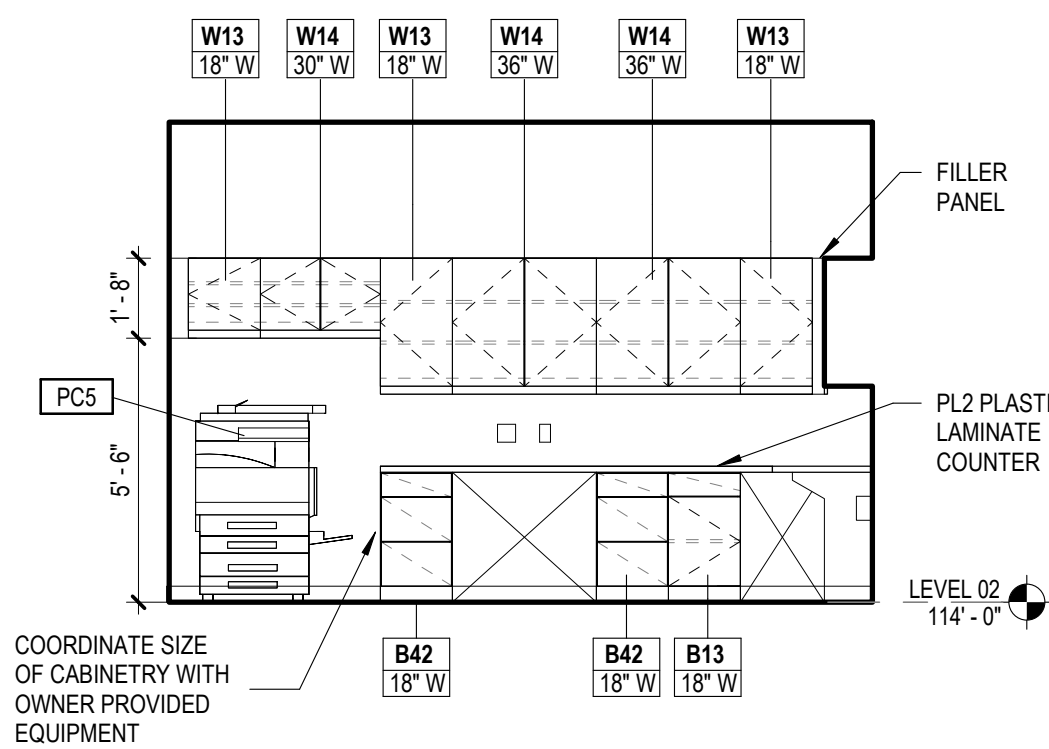 W13
18" W
W14
30" W
W13
18" W
W14
36" W
W14
36" W
W13
18" W
FILLER
PANEL
1' - 8"
PC5
5' - 6"
PL2 PLASTI
LAMINATE
COUNTER
LEVEL 02
114' - 0"
COORDINATE SIZE
OF CABINETRY WITH
OWNER PROVIDED
EQUIPMENT
B42
18" W
B42
18" W
B13
18" W